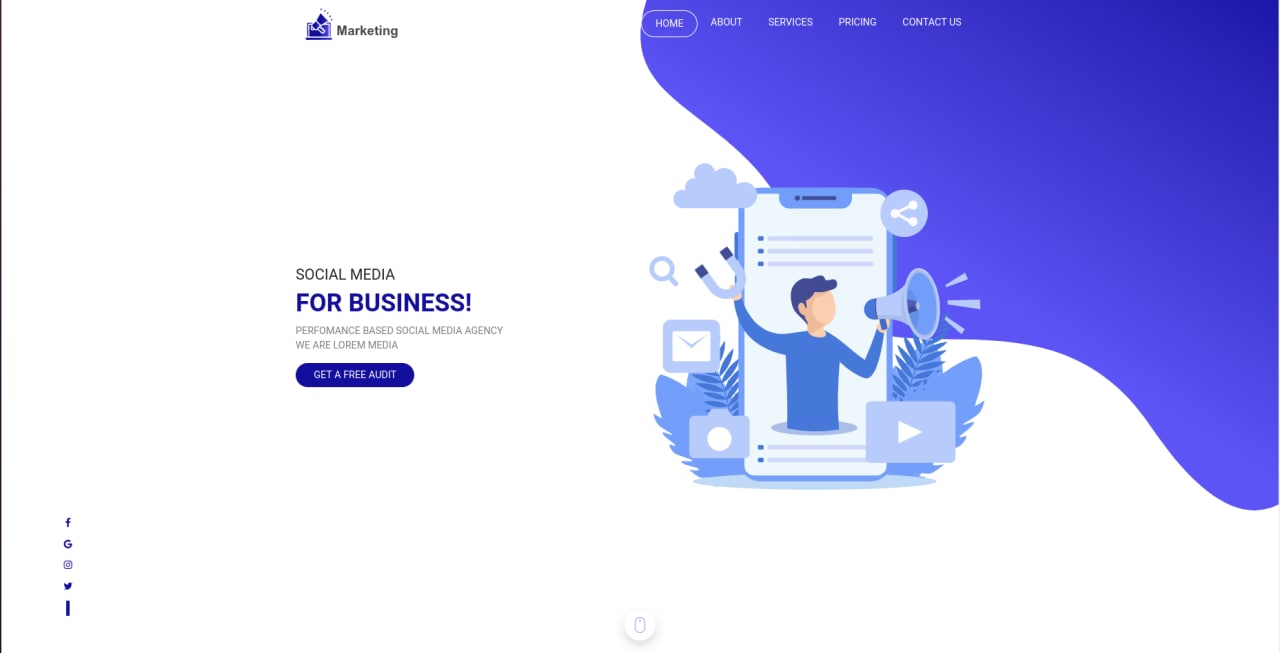 Marketing
HOME ABOUT SERVICES PRICING CONTACT US
SOCIAL MEDIA
FOR BUSINESS!
PERFOMANCE BASED SOCIAL MEDIA AGENCY
WE ARE LOREM MEDIA
GET A FREE AUDIT